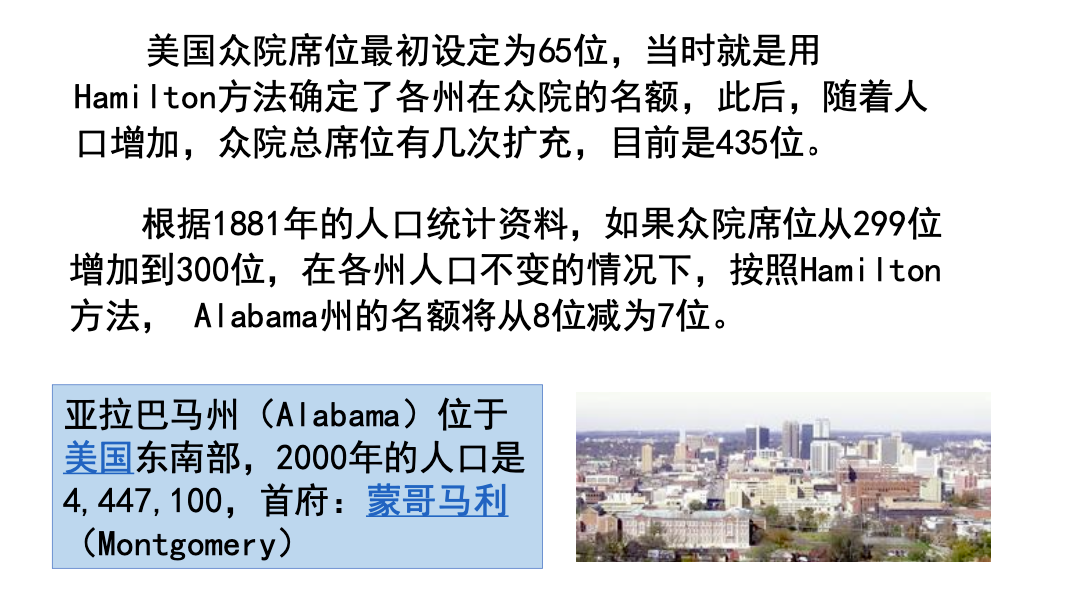 美国众院席位最初设定为65位，当时就是用
Hamilton方法确定了各州在众院的名额，此后，随着人
口增加，众院总席位有几次扩充，目前是435位。
根据1881年的人口统计资料，如果众院席位从299位
增加到300位，在各州人口不变的情况下，按照Hamilton
方法， Alabama州的名额将从8位减为7位。
亚拉巴马州（Alabama）位于
美国东南部，2000年的人口是
4,447,100，首府：蒙哥马利
（Montgomery）